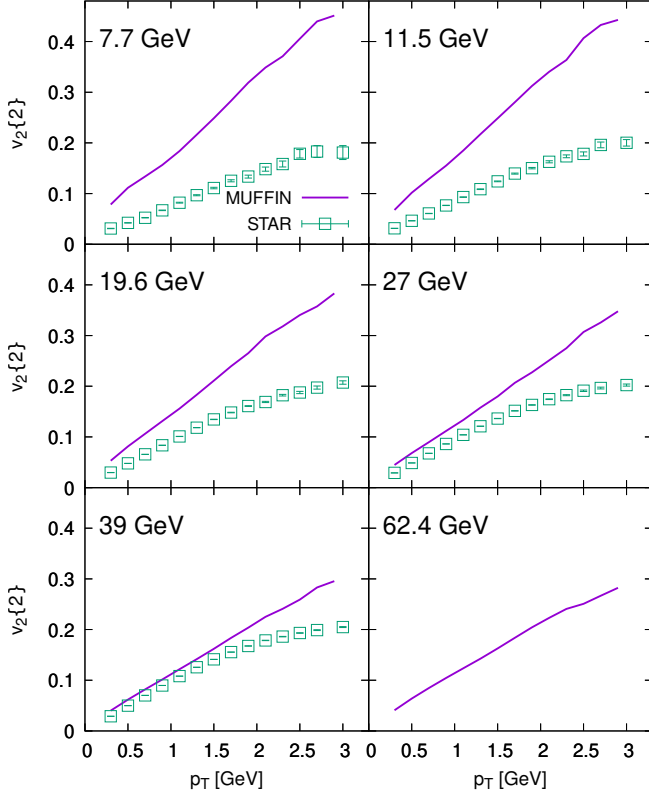 0.4
0.3
0.2
0.1
0
v2{2}
7.7 GeV
MUFFIN
STAR
11.5 GeV
0.4
0.3
0.2
0.1
0
v2{2}
19.6 GeV
27 GeV
0.4
0.3
0.2
0.1
0
v2{2}
39 GeV
62.4 GeV
0 0.5 1 1.5 2 2.5 3
0 0.5 1 1.5 2 2.5 3
pT [GeV]
pT [GeV]